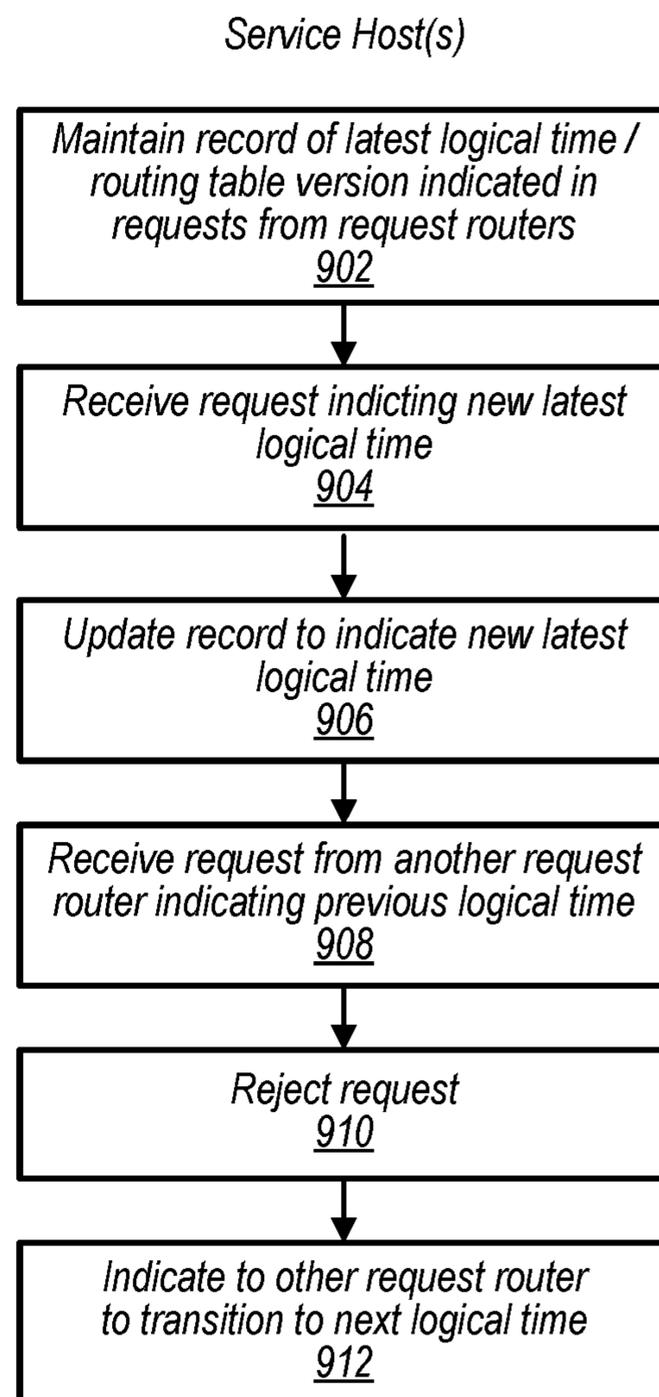 Service Host(s)
Maintain record of latest logical time /
routing table version indicated in
requests from request routers
902
Receive request indicting new latest
logical time
904
Update record to indicate new latest
logical time
906
Receive request from another request
router indicating previous logical time
908
Reject request
910
Indicate to other request router
to transition to next logical time
912